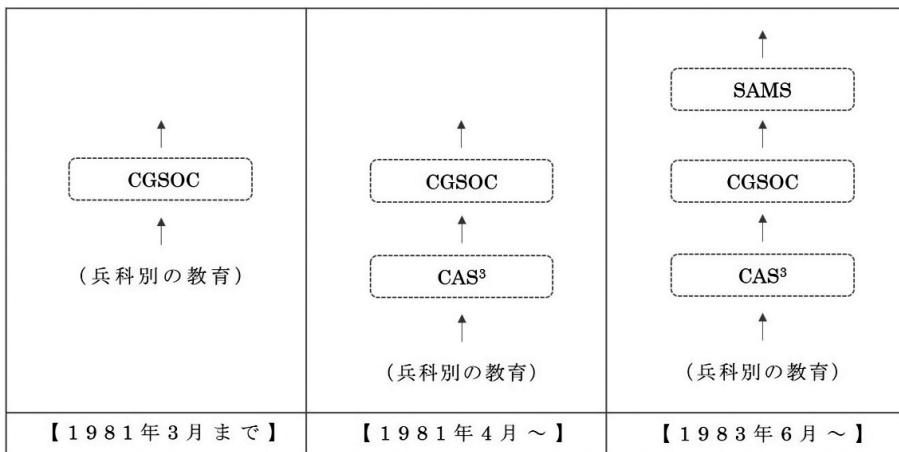 CGSOC
(兵科別の教育)
【1981年3月まで】
CGSOC
CAS³
(兵科別の教育)
【1981年4月～】
SAMS
CGSOC
CAS³
(兵科別の教育)
【1983年6月～】